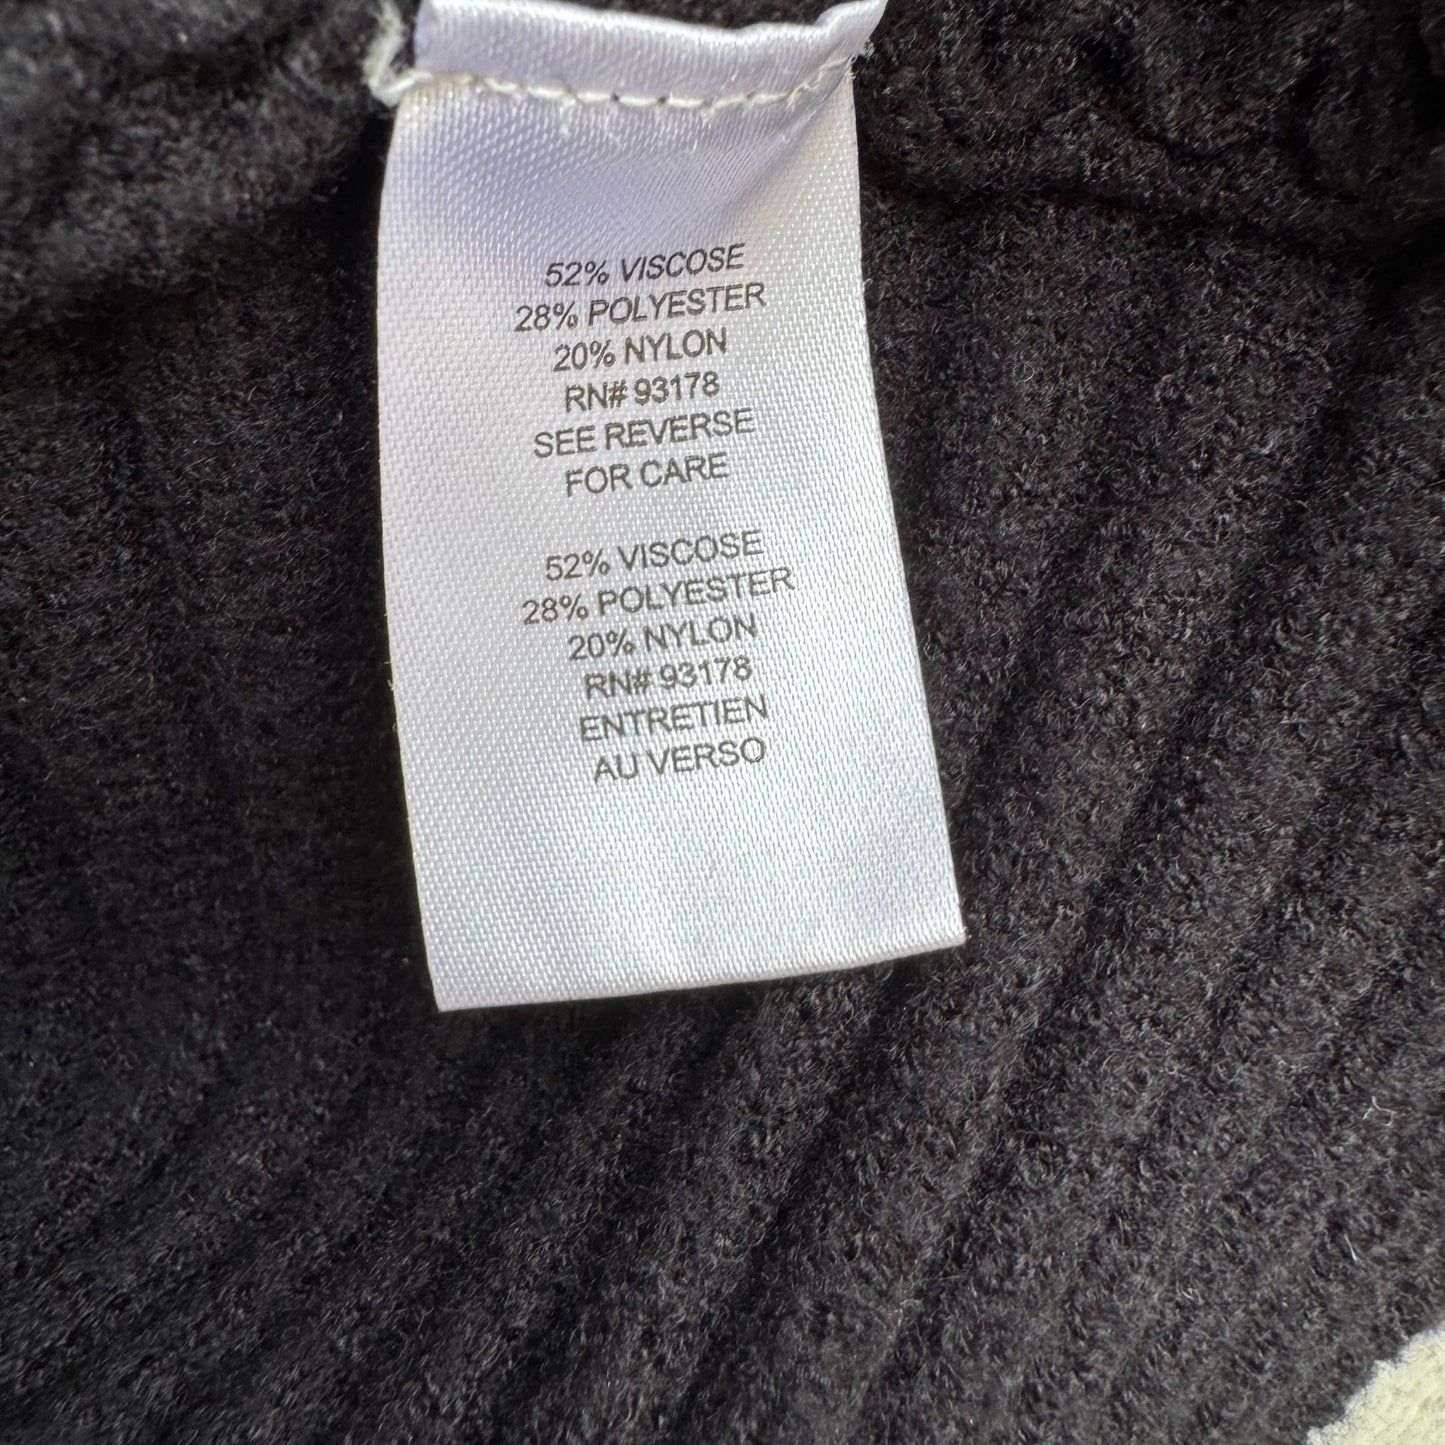 52% VISCOSE
28% POLYESTER
20% NYLON
RN# 93178
SEE REVERSE
FOR CARE
52% VISCOSE
28% POLYESTER
20% NYLON
RN# 93178
ENTRETIEN
AU VERSO